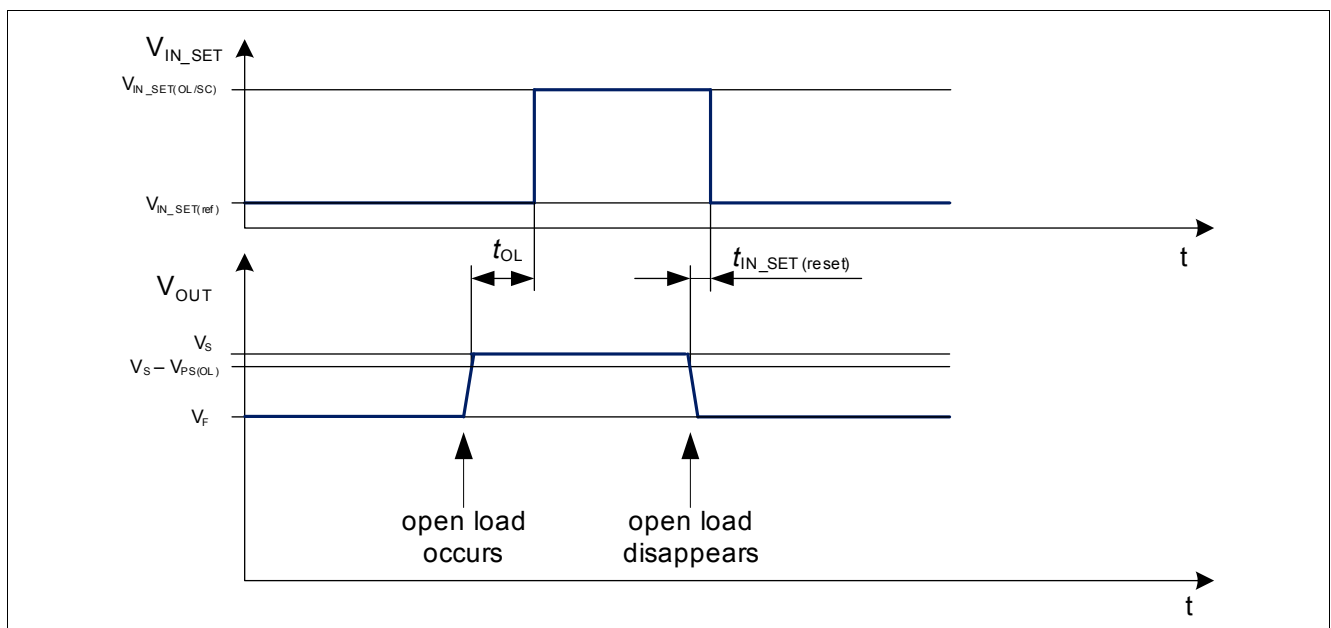 V_IN_SET
V_IN_SET(OL/SC)
V_IN_SET(ref)
t
t_OL
t_IN_SET (reset)
V_OUT
V_S
V_S – V_PS(OL)
V_F
open load
occurs
open load
disappears
t